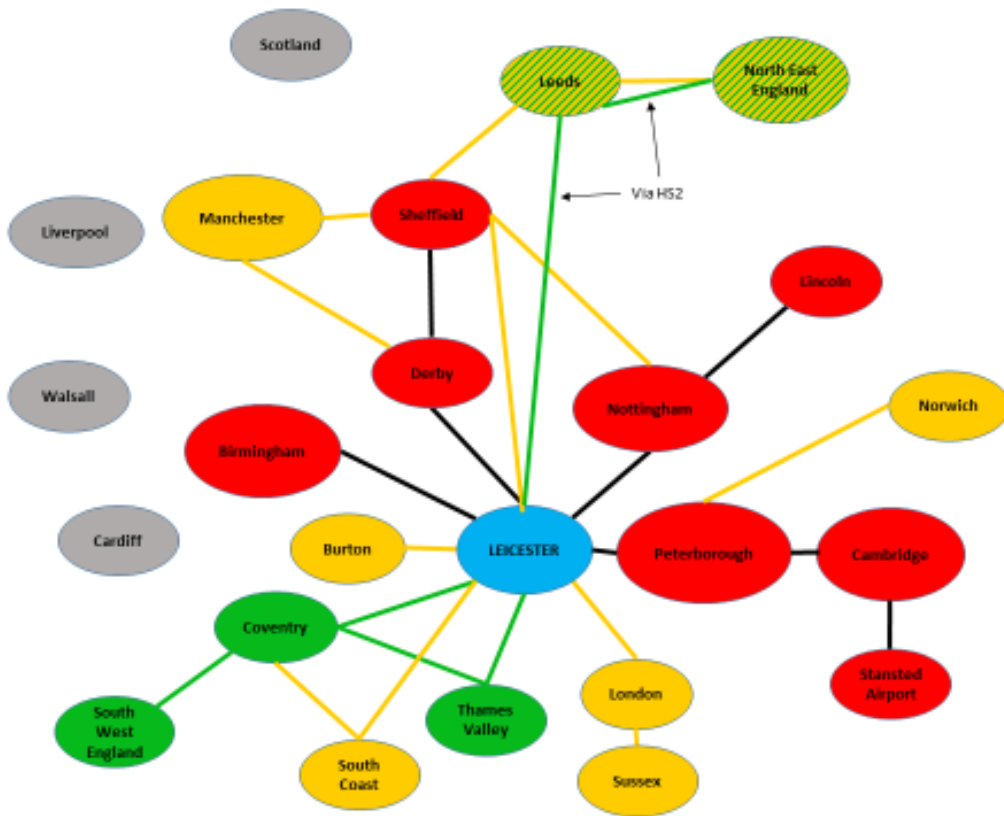 Scotland
Leeds
North East
England
Via HS2
Manchester
Sheffield
Liverpool
Lincoln
Derby
Walsall
Nottingham
Norwich
Birmingham
Cardiff
Burton
LEICESTER
Peterborough
Cambridge
Coventry
London
Stansted
Airport
South
West
England
Thames
Valley
South
Coast
Sussex